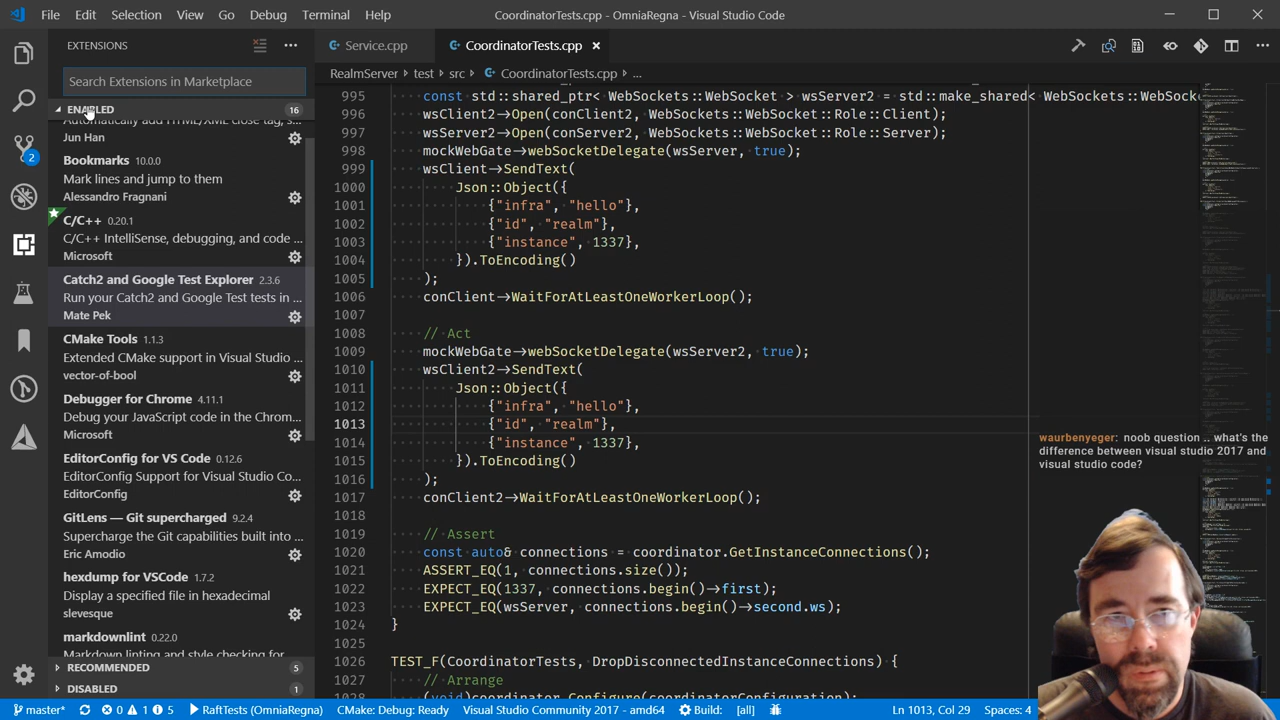 File Edit Selection View Go Debug Terminal Help
CoordinatorTests.cpp - OmniaRegna - Visual Studio Code
EXTENSIONS
Search Extensions in Marketplace
ENABLED 16
Jun Han
Bookmarks 10.0.0
Mark lines and jump to them
Alessandro Fragnani
C/C++ 0.20.1
C/C++ IntelliSense, debugging, and code ...
Microsoft
Catch2 and Google Test Explorer 2.3.6
Run your Catch2 and Google Test tests in ...
Mate Pek
CMake Tools 1.1.3
Extended CMake support in Visual Studio ...
vector-of-bool
Debugger for Chrome 4.11.1
Debug your JavaScript code in the Chrom...
Microsoft
EditorConfig for VS Code 0.12.6
EditorConfig Support for Visual Studio Co...
EditorConfig
GitLens — Git supercharged 9.2.4
Supercharge the Git capabilities built into ...
Eric Amodio
hexdump for VSCode 1.7.2
Display a specified file in hexadecimal
slevesque
markdownlint 0.22.0
Markdown linting and style checking for ...
RECOMMENDED 5
DISABLED 1
2
Service.cpp CoordinatorTests.cpp
RealmServer > test > src > CoordinatorTests.cpp > ...
995 const std::shared_ptr< WebSockets::WebSocket > wsServer2 = std::make_shared< WebSockets::WebSock
996 wsClient2->Open(conClient2, WebSockets::WebSocket::Role::Client);
997 wsServer2->Open(conServer2, WebSockets::WebSocket::Role::Server);
998 mockWebGate->webSocketDelegate(wsServer, true);
999 wsClient->SendText(
1000 Json::Object({
1001 {"infra", "hello"},
1002 {"id", "realm"},
1003 {"instance", 1337},
1004 }).ToEncoding()
1005 );
1006 conClient->WaitForAtLeastOneWorkerLoop();
1007
1008 // Act
1009 mockWebGate->webSocketDelegate(wsServer2, true);
1010 wsClient2->SendText(
1011 Json::Object({
1012 {"infra", "hello"},
1013 {"id", "realm"},
1014 {"instance", 1337},
1015 }).ToEncoding()
1016 );
1017 conClient2->WaitForAtLeastOneWorkerLoop();
1018
1019 // Assert
1020 const auto connections = coordinator.GetInstanceConnections();
1021 ASSERT_EQ( connections.size());
1022 EXPECT_EQ( connections.begin()->first);
1023 EXPECT_EQ(wsServer, connections.begin()->second.ws);
1024 }
1025
1026 TEST_F(CoordinatorTests, DropDisconnectedInstanceConnections) {
1027 // Arrange
1028 (void)coordinator.Configure(coordinatorConfiguration);
waurbenyeger: noob question .. what's the
difference between visual studio 2017 and
visual studio code?
master* 0 1 5 RaftTests (OmniaRegna) CMake: Debug: Ready Visual Studio Community 2017 - amd64 Build: [all] Ln 1013, Col 29 Spaces: 4